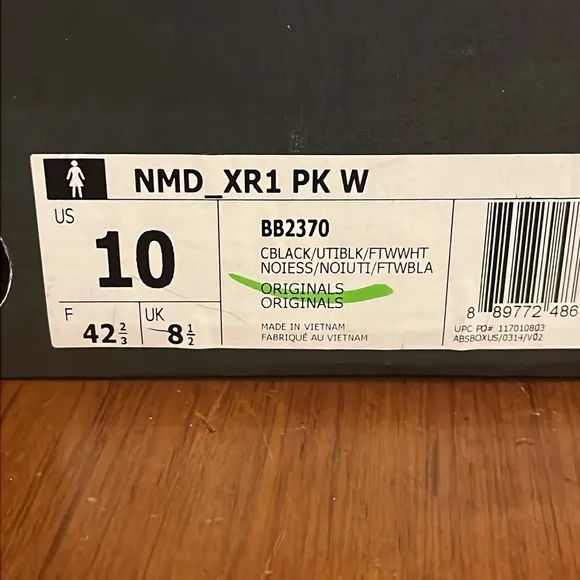 NMD_XR1 PK W
US
10
F
42 2/3
UK
8 1/2
BB2370
CBLACK/UTIBLK/FTWWHT
NOIESS/NOIUTI/FTWBLA
ORIGINALS
ORIGINALS
MADE IN VIETNAM
FABRIQUÉ AU VIETNAM
8 89772 486
UPC PO# 117010803
ABSBOXUS/0314/V02